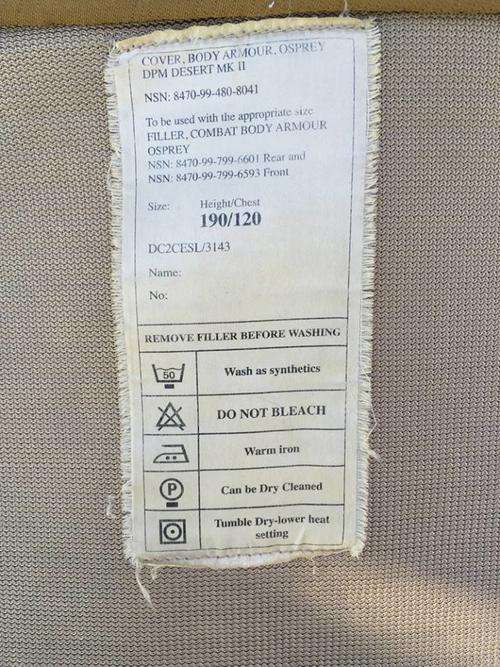 COVER, BODY ARMOUR, OSPREY
DPM DESERT MK II
NSN: 8470-99-480-8041
To be used with the appropriate size
FILLER, COMBAT BODY ARMOUR
OSPREY
NSN: 8470-99-799-6601 Rear and
NSN: 8470-99-799-6593 Front
Size: Height/Chest
190/120
DC2CESL/3143
Name:
No:
REMOVE FILLER BEFORE WASHING
50 Wash as synthetics
DO NOT BLEACH
Warm iron
P Can be Dry Cleaned
Tumble Dry-lower heat
setting